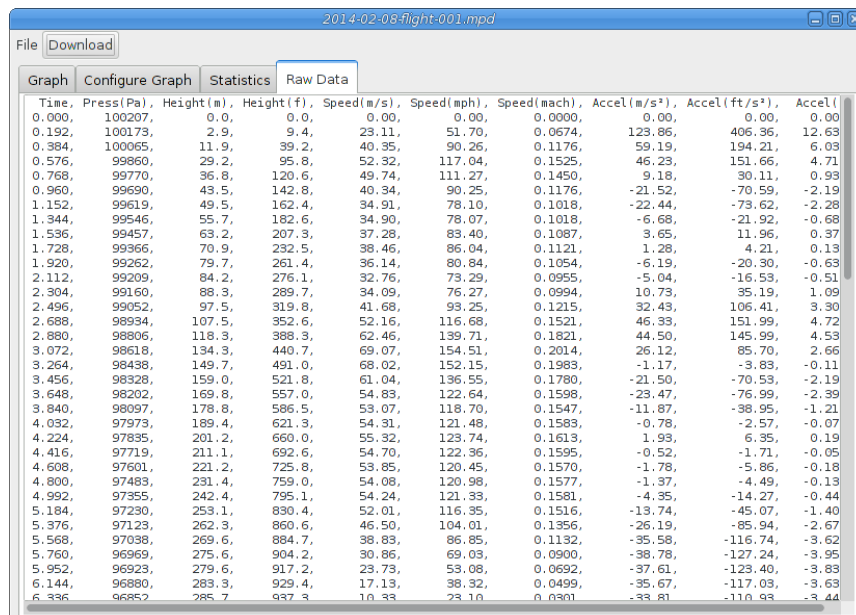 2014-02-08-flight-001.mpd
File Download
Graph Configure Graph Statistics Raw Data
Time, Press(Pa), Height(m), Height(f), Speed(m/s), Speed(mph), Speed(mach), Accel(m/s²), Accel(ft/s²), Accel(
0.000, 100207, 0.0, 0.0, 0.00, 0.00, 0.0000, 0.00, 0.00, 0.00
0.192, 100173, 2.9, 9.4, 23.11, 51.70, 0.0674, 123.86, 406.36, 12.63
0.384, 100065, 11.9, 39.2, 40.35, 90.26, 0.1176, 59.19, 194.21, 6.03
0.576, 99860, 29.2, 95.8, 52.32, 117.04, 0.1525, 46.23, 151.66, 4.71
0.768, 99770, 36.8, 120.6, 49.74, 111.27, 0.1450, 9.18, 30.11, 0.93
0.960, 99690, 43.5, 142.8, 40.34, 90.25, 0.1176, -21.52, -70.59, -2.19
1.152, 99619, 49.5, 162.4, 34.91, 78.10, 0.1018, -22.44, -73.62, -2.28
1.344, 99546, 55.7, 182.6, 34.90, 78.07, 0.1018, -6.68, -21.92, -0.68
1.536, 99457, 63.2, 207.3, 37.28, 83.40, 0.1087, 3.65, 11.96, 0.37
1.728, 99366, 70.9, 232.5, 38.46, 86.04, 0.1121, 1.28, 4.21, 0.13
1.920, 99262, 79.7, 261.4, 36.14, 80.84, 0.1054, -6.19, -20.30, -0.63
2.112, 99209, 84.2, 276.1, 32.76, 73.29, 0.0955, -5.04, -16.53, -0.51
2.304, 99160, 88.3, 289.7, 34.09, 76.27, 0.0994, 10.73, 35.19, 1.09
2.496, 99052, 97.5, 319.8, 41.68, 93.25, 0.1215, 32.43, 106.41, 3.30
2.688, 98934, 107.5, 352.6, 52.16, 116.68, 0.1521, 46.33, 151.99, 4.72
2.880, 98806, 118.3, 388.3, 62.46, 139.71, 0.1821, 44.50, 145.99, 4.53
3.072, 98618, 134.3, 440.7, 69.07, 154.51, 0.2014, 26.12, 85.70, 2.66
3.264, 98438, 149.7, 491.0, 68.02, 152.15, 0.1983, -1.17, -3.83, -0.11
3.456, 98328, 159.0, 521.8, 61.04, 136.55, 0.1780, -21.50, -70.53, -2.19
3.648, 98202, 169.8, 557.0, 54.83, 122.64, 0.1598, -23.47, -76.99, -2.39
3.840, 98097, 178.8, 586.5, 53.07, 118.70, 0.1547, -11.87, -38.95, -1.21
4.032, 97973, 189.4, 621.3, 54.31, 121.48, 0.1583, -0.78, -2.57, -0.07
4.224, 97835, 201.2, 660.0, 55.32, 123.74, 0.1613, 1.93, 6.35, 0.19
4.416, 97719, 211.1, 692.6, 54.70, 122.36, 0.1595, -0.52, -1.71, -0.05
4.608, 97601, 221.2, 725.8, 53.85, 120.45, 0.1570, -1.78, -5.86, -0.18
4.800, 97483, 231.4, 759.0, 54.08, 120.98, 0.1577, -1.37, -4.49, -0.13
4.992, 97355, 242.4, 795.1, 54.24, 121.33, 0.1581, -4.35, -14.27, -0.44
5.184, 97230, 253.1, 830.4, 52.01, 116.35, 0.1516, -13.74, -45.07, -1.40
5.376, 97123, 262.3, 860.6, 46.50, 104.01, 0.1356, -26.19, -85.94, -2.67
5.568, 97038, 269.6, 884.7, 38.83, 86.85, 0.1132, -35.58, -116.74, -3.62
5.760, 96969, 275.6, 904.2, 30.86, 69.03, 0.0900, -38.78, -127.24, -3.95
5.952, 96923, 279.6, 917.2, 23.73, 53.08, 0.0692, -37.61, -123.40, -3.83
6.144, 96880, 283.3, 929.4, 17.13, 38.32, 0.0499, -35.67, -117.03, -3.63
6.336, 96852, 285.7, 937.3, 10.33, 23.10, 0.0301, -33.81, -110.93, -3.44